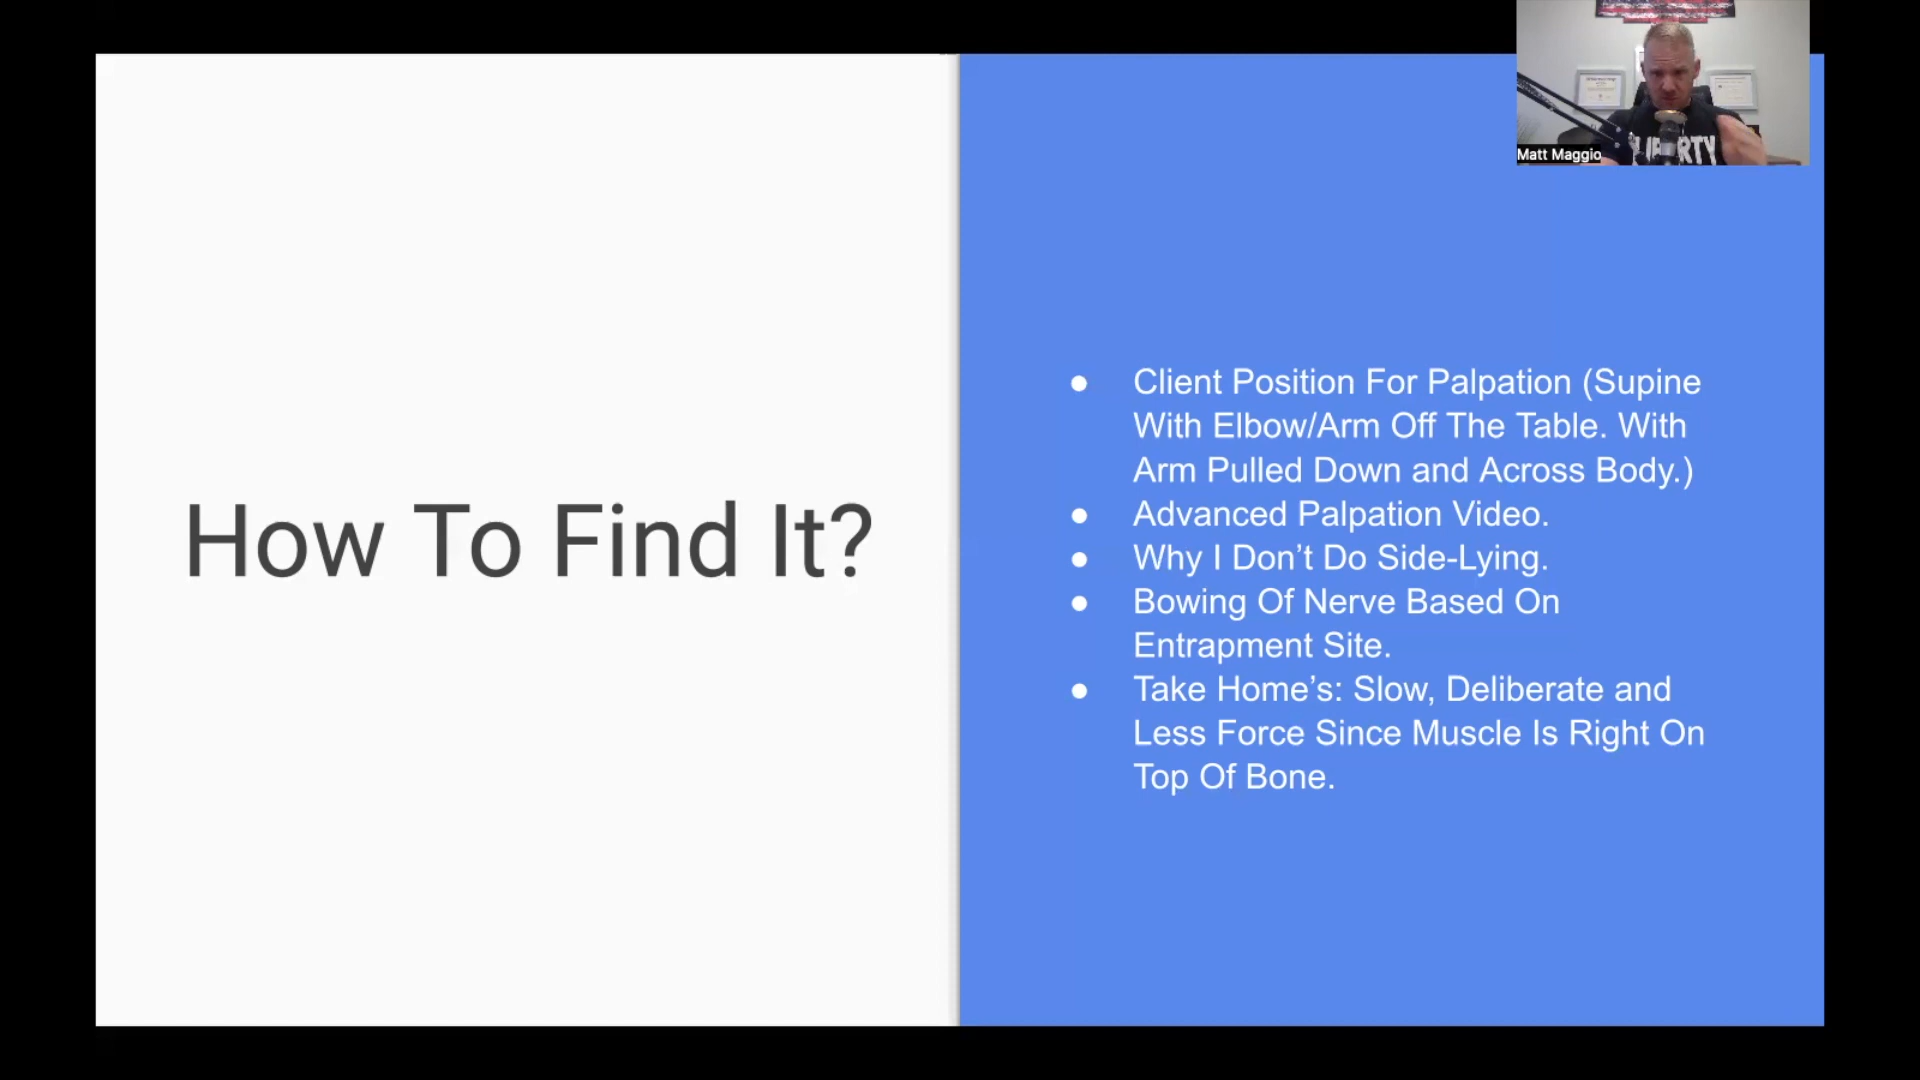 How To Find It?
● Client Position For Palpation (Supine
With Elbow/Arm Off The Table. With
Arm Pulled Down and Across Body.)
● Advanced Palpation Video.
● Why I Don’t Do Side-Lying.
● Bowing Of Nerve Based On
Entrapment Site.
● Take Home’s: Slow, Deliberate and
Less Force Since Muscle Is Right On
Top Of Bone.
Matt Maggio